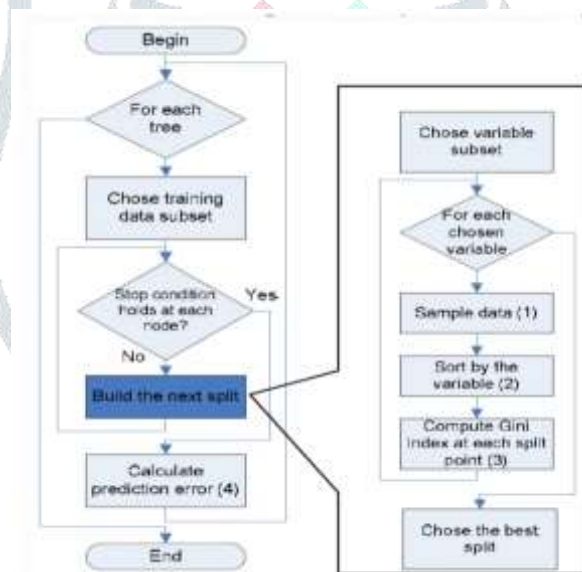 Begin
For each
tree
Chose training
data subset
Stop condition
holds at each
node?
Yes
No
Build the next split
Calculate
prediction error (4)
End
Chose variable
subset
For each
chosen
variable
Sample data (1)
Sort by the
variable (2)
Compute Gini
index at each split
point (3)
Chose the best
split